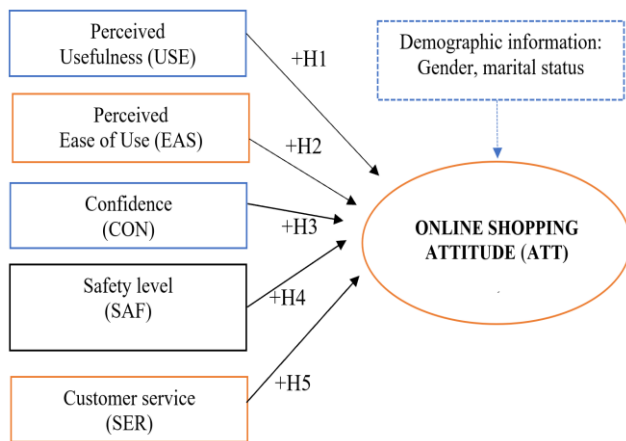 Perceived
Usefulness (USE)
+H1
Demographic information:
Gender, marital status
Perceived
Ease of Use (EAS)
+H2
Confidence
(CON)
+H3
ONLINE SHOPPING
ATTITUDE (ATT)
Safety level
(SAF)
+H4
Customer service
(SER)
+H5